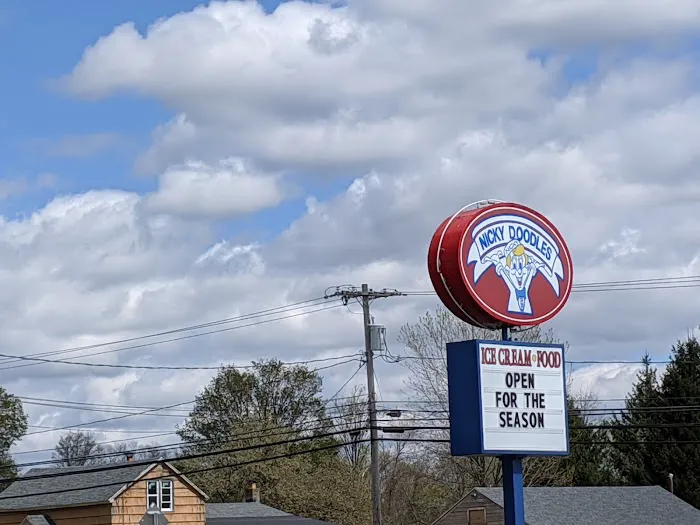 NICKY DOODLES
ICE CREAM FOOD
OPEN
FOR THE
SEASON